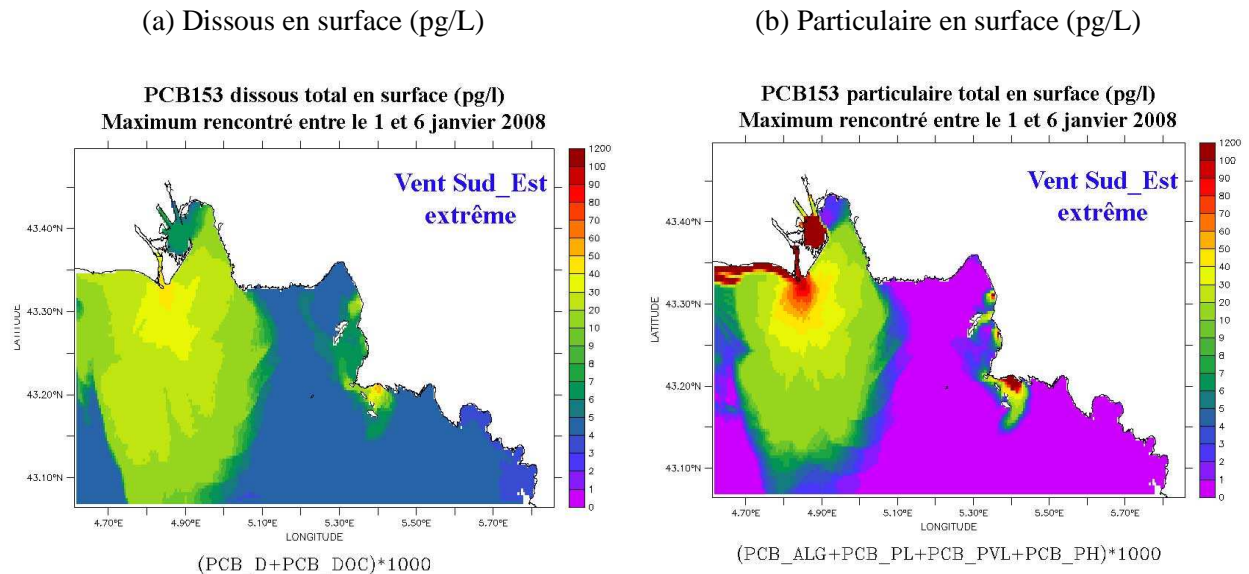 (a) Dissous en surface (pg/L)
PCB153 dissous total en surface (pg/l)
Maximum rencontré entre le 1 et 6 janvier 2008
Vent Sud_Est
extrême
1200
100
90
80
70
60
50
40
30
20
10
9
8
7
6
5
4
3
2
1
0
43.40°N
43.30°N
43.20°N
43.10°N
LATITUDE
4.70°E 4.90°E 5.10°E 5.30°E 5.50°E 5.70°E
LONGITUDE
(PCB_D+PCB_DOC)*1000
(b) Particulaire en surface (pg/L)
PCB153 particulaire total en surface (pg/l)
Maximum rencontré entre le 1 et 6 janvier 2008
Vent Sud_Est
extrême
1200
100
90
80
70
60
50
40
30
20
10
9
8
7
6
5
4
3
2
1
0
43.40°N
43.30°N
43.20°N
43.10°N
LATITUDE
4.70°E 4.90°E 5.10°E 5.30°E 5.50°E 5.70°E
LONGITUDE
(PCB_ALG+PCB_PL+PCB_PVL+PCB_PH)*1000